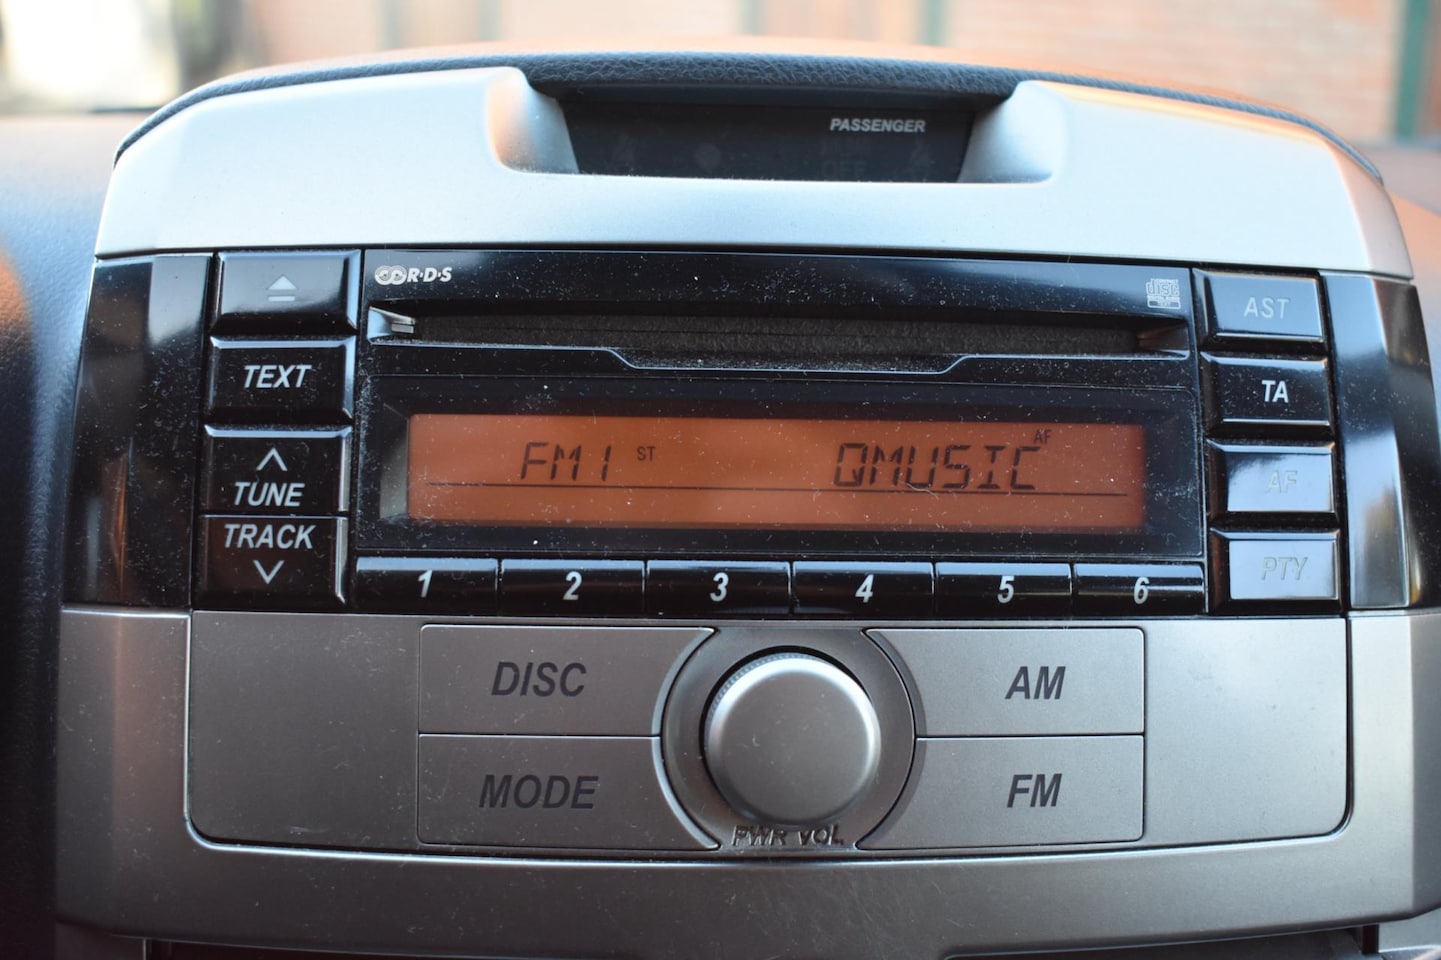 PASSENGER
R·D·S
disc
AST
TEXT
TA
FM1 ST QMUSIC AF
TUNE
AF
TRACK
PTY
1 2 3 4 5 6
DISC AM
MODE FM
PWR VOL